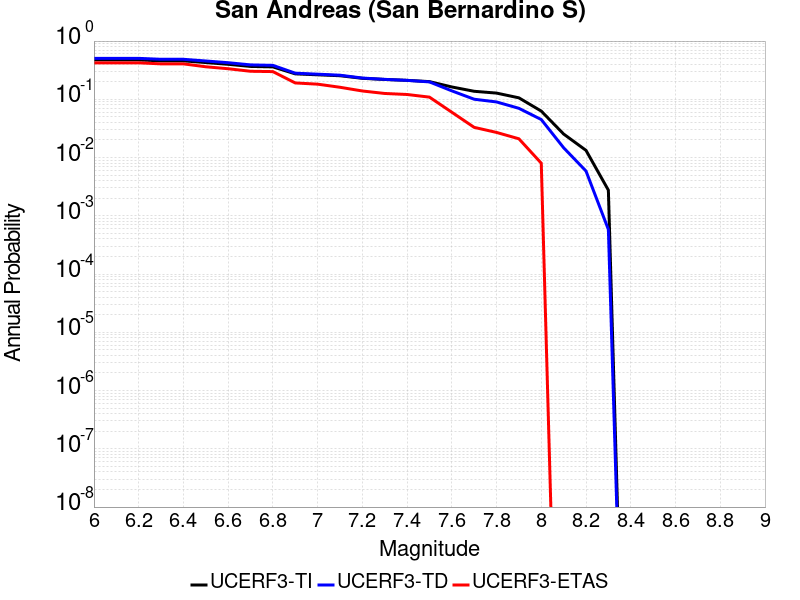 San Andreas (San Bernardino S)
10^0
10^-1
10^-2
10^-3
10^-4
10^-5
10^-6
10^-7
10^-8
Annual Probability
6 6.2 6.4 6.6 6.8 7 7.2 7.4 7.6 7.8 8 8.2 8.4 8.6 8.8 9
Magnitude
UCERF3-TI UCERF3-TD UCERF3-ETAS